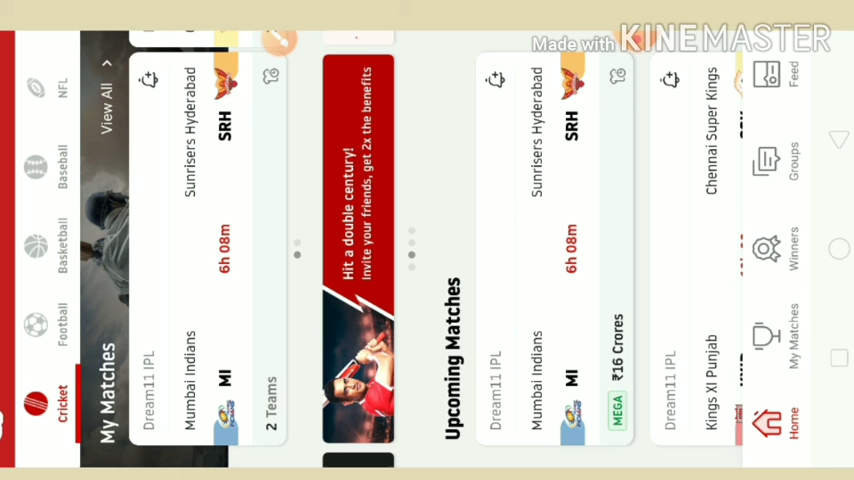 Made with KINEMASTER
Cricket
Football
Basketball
Baseball
NFL
My Matches
View All >
Dream11 IPL
Mumbai Indians
Sunrisers Hyderabad
MI
6h 08m
SRH
2 Teams
Hit a double century!
Invite your friends, get 2x the benefits
Upcoming Matches
Dream11 IPL
Mumbai Indians
Sunrisers Hyderabad
MI
6h 08m
SRH
MEGA
₹16 Crores
Dream11 IPL
Kings XI Punjab
Chennai Super Kings
Home
My Matches
Winners
Groups
Feed